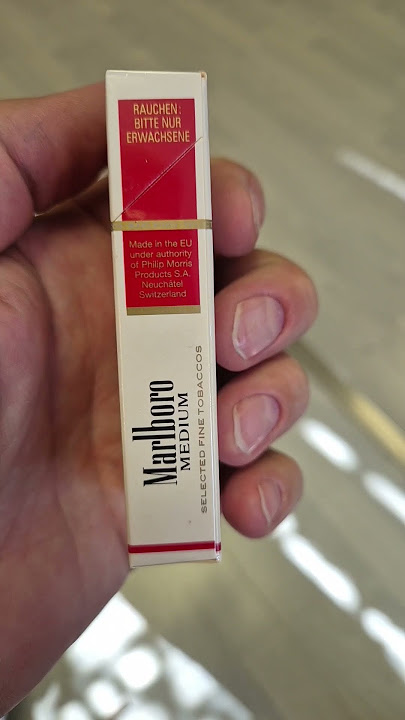 RAUCHEN:
BITTE NUR
ERWACHSENE
Made in the EU
under authority
of Philip Morris
Products S.A.
Neuchâtel
Switzerland
Marlboro
MEDIUM
SELECTED FINE TOBACCOS